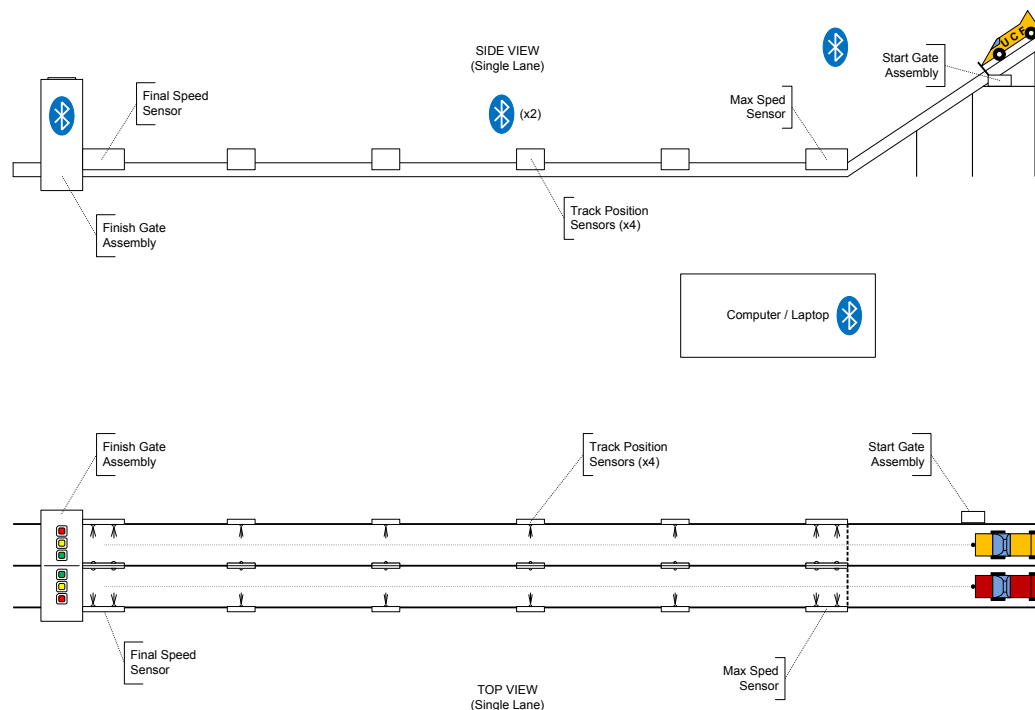 SIDE VIEW
(Single Lane)
UCF
Start Gate
Assembly
Final Speed
Sensor
(x2)
Max Sped
Sensor
Finish Gate
Assembly
Track Position
Sensors (x4)
Computer / Laptop
Finish Gate
Assembly
Track Position
Sensors (x4)
Start Gate
Assembly
Final Speed
Sensor
Max Sped
Sensor
TOP VIEW
(Single Lane)